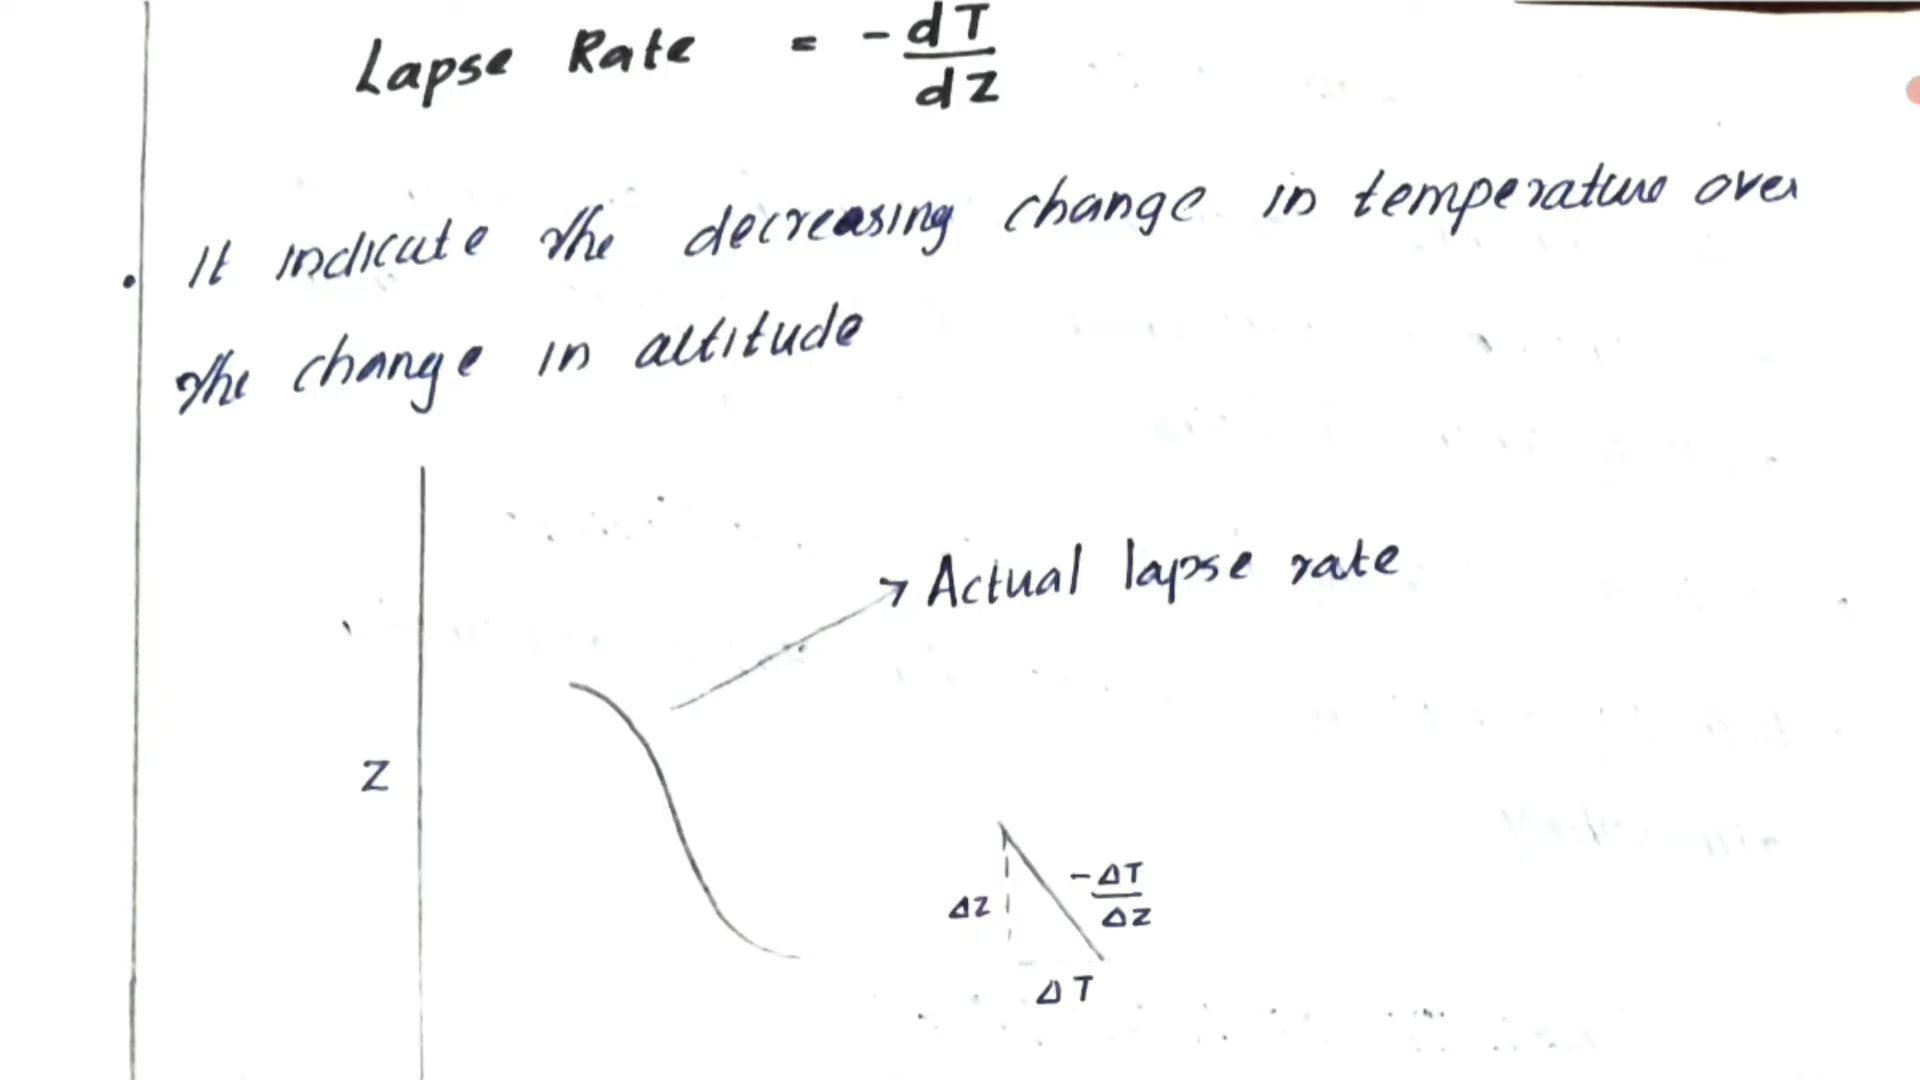 Lapse Rate = -dT/dZ
• It indicate the decreasing change in temperature over
the change in altitude
Actual lapse rate
Z
-ΔT/ΔZ
ΔZ
ΔT